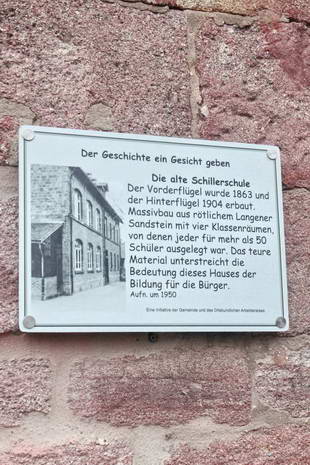 Der Geschichte ein Gesicht geben
Die alte Schillerschule
Der Vorderflügel wurde 1863 und
der Hinterflügel 1904 erbaut.
Massivbau aus rötlichem Langener
Sandstein mit vier Klassenräumen,
von denen jeder für mehr als 50
Schüler ausgelegt war. Das teure
Material unterstreicht die
Bedeutung dieses Hauses der
Bildung für die Bürger.
Aufn. um 1950
Eine Initiative der Gemeinde und des Ortskundlichen Arbeitskreises